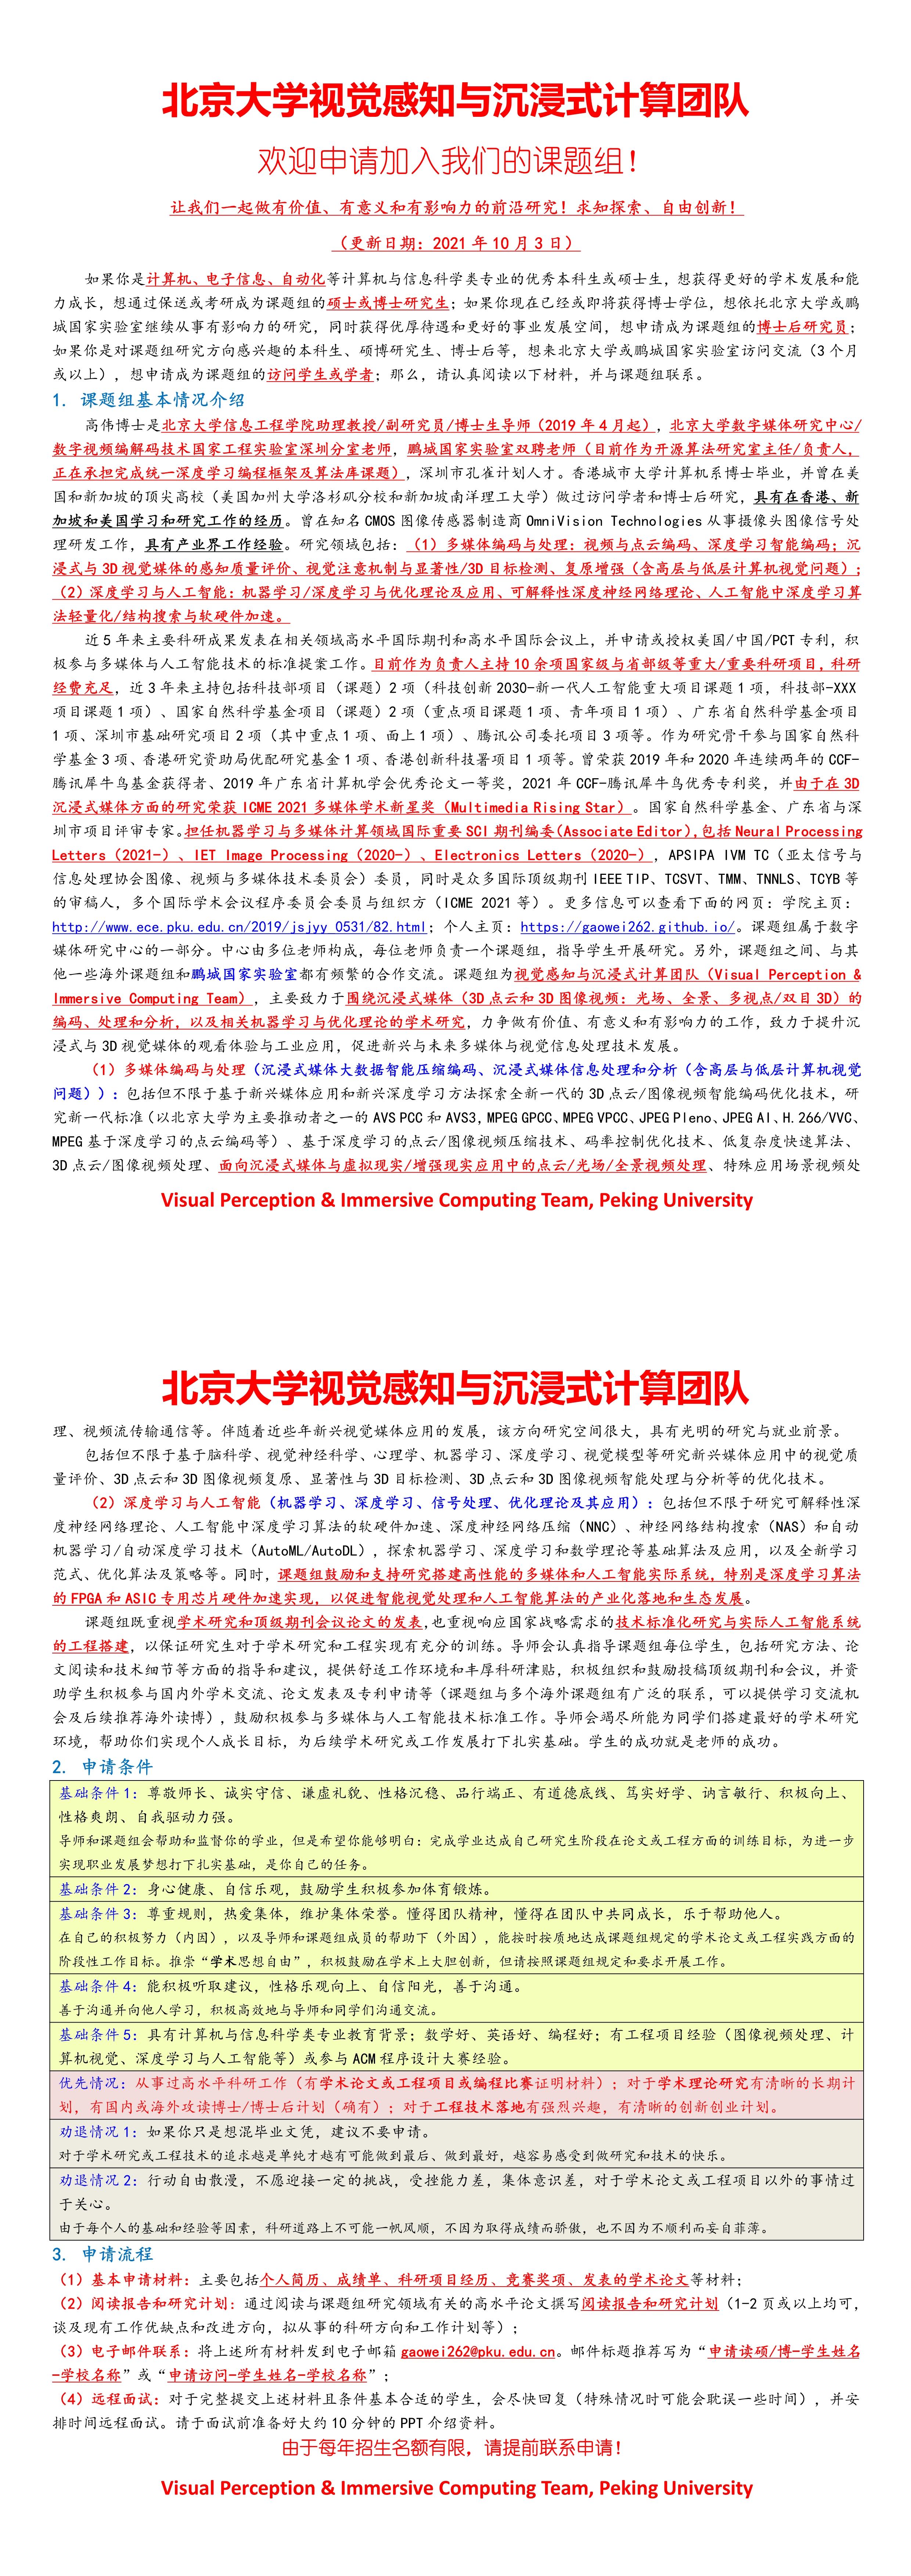 北京大学视觉感知与沉浸式计算团队
欢迎申请加入我们的课题组！
让我们一起做有价值、有意义和有影响力的前沿研究！求知探索、自由创新！
（更新日期：2021 年 10 月 3 日）
如果你是计算机、电子信息、自动化等计算机与信息科学类专业的优秀本科生或硕士生，想获得更好的学术发展和能
力成长，想通过保送或考研成为课题组的硕士或博士研究生；如果你现在已经或即将获得博士学位，想依托北京大学或鹏
城国家实验室继续从事有影响力的研究，同时获得优厚待遇和更好的事业发展空间，想申请成为课题组的博士后研究员；
如果你是对课题组研究方向感兴趣的本科生、硕博研究生、博士后等，想来北京大学或鹏城国家实验室访问交流（3 个月
或以上），想申请成为课题组的访问学生或学者；那么，请认真阅读以下材料，并与课题组联系。
1. 课题组基本情况介绍
高伟博士是北京大学信息工程学院助理教授/副研究员/博士生导师（2019 年 4 月起），北京大学数字媒体研究中心/
数字视频编解码技术国家工程实验室深圳分室老师，鹏城国家实验室双聘老师（目前作为开源算法研究室主任/负责人，
正在承担完成统一深度学习编程框架及算法库课题），深圳市孔雀计划人才。香港城市大学计算机系博士毕业，并曾在美
国和新加坡的顶尖高校（美国加州大学洛杉矶分校和新加坡南洋理工大学）做过访问学者和博士后研究，具有在香港、新
加坡和美国学习和研究工作的经历。曾在知名 CMOS 图像传感器制造商 OmniVision Technologies 从事摄像头图像信号处
理研发工作，具有产业界工作经验。研究领域包括：（1）多媒体编码与处理：视频与点云编码、深度学习智能编码；沉
浸式与 3D 视觉媒体的感知质量评价、视觉注意机制与显著性/3D 目标检测、复原增强（含高层与低层计算机视觉问题）；
（2）深度学习与人工智能：机器学习/深度学习与优化理论及应用、可解释性深度神经网络理论、人工智能中深度学习算
法轻量化/结构搜索与软硬件加速。
近 5 年来主要科研成果发表在相关领域高水平国际期刊和高水平国际会议上，并申请或授权美国/中国/PCT 专利，积
极参与多媒体与人工智能技术的标准提案工作。目前作为负责人主持 10 余项国家级与省部级等重大/重要科研项目，科研
经费充足，近 3 年来主持包括科技部项目（课题）2 项（科技创新 2030-新一代人工智能重大项目课题 1 项，科技部-XXX
项目课题 1 项）、国家自然科学基金项目（课题）2 项（重点项目课题 1 项、青年项目 1 项）、广东省自然科学基金项目
1 项、深圳市基础研究项目 2 项（其中重点 1 项、面上 1 项）、腾讯公司委托项目 3 项等。作为研究骨干参与国家自然科
学基金 3 项、香港研究资助局优配研究基金 1 项、香港创新科技署项目 1 项等。曾荣获 2019 年和 2020 年连续两年的 CCF-
腾讯犀牛鸟基金获得者、2019 年广东省计算机学会优秀论文一等奖，2021 年 CCF-腾讯犀牛鸟优秀专利奖，并由于在 3D
沉浸式媒体方面的研究荣获 ICME 2021 多媒体学术新星奖（Multimedia Rising Star）。国家自然科学基金、广东省与深
圳市项目评审专家。担任机器学习与多媒体计算领域国际重要 SCI 期刊编委（Associate Editor），包括 Neural Processing
Letters（2021-）、IET Image Processing（2020-）、Electronics Letters（2020-），APSIPA IVM TC（亚太信号与
信息处理协会图像、视频与多媒体技术委员会）委员，同时是众多国际顶级期刊 IEEE TIP、TCSVT、TMM、TNNLS、TCYB 等
的审稿人，多个国际学术会议程序委员会委员与组织方（ICME 2021 等）。更多信息可以查看下面的网页：学院主页：
http://www.ece.pku.edu.cn/2019/jsjyy_0531/82.html；个人主页：https://gaowei262.github.io/。课题组属于数字
媒体研究中心的一部分。中心由多位老师构成，每位老师负责一个课题组，指导学生开展研究。另外，课题组之间、与其
他一些海外课题组和鹏城国家实验室都有频繁的合作交流。课题组为视觉感知与沉浸式计算团队（Visual Perception &
Immersive Computing Team），主要致力于围绕沉浸式媒体（3D 点云和 3D 图像视频：光场、全景、多视点/双目 3D）的
编码、处理和分析，以及相关机器学习与优化理论的学术研究，力争做有价值、有意义和有影响力的工作，致力于提升沉
浸式与 3D 视觉媒体的观看体验与工业应用，促进新兴与未来多媒体与视觉信息处理技术发展。
（1）多媒体编码与处理（沉浸式媒体大数据智能压缩编码、沉浸式媒体信息处理和分析（含高层与低层计算机视觉
问题））：包括但不限于基于新兴媒体应用和新兴深度学习方法探索全新一代的 3D 点云/图像视频智能编码优化技术，研
究新一代标准（以北京大学为主要推动者之一的 AVS PCC 和 AVS3，MPEG GPCC、MPEG VPCC、JPEG Pleno、JPEG AI、H.266/VVC、
MPEG 基于深度学习的点云编码等）、基于深度学习的点云/图像视频压缩技术、码率控制优化技术、低复杂度快速算法、
3D 点云/图像视频处理、面向沉浸式媒体与虚拟现实/增强现实应用中的点云/光场/全景视频处理、特殊应用场景视频处
Visual Perception & Immersive Computing Team, Peking University
北京大学视觉感知与沉浸式计算团队
理、视频流传输通信等。伴随着近些年新兴视觉媒体应用的发展，该方向研究空间很大，具有光明的研究与就业前景。
包括但不限于基于脑科学、视觉神经科学、心理学、机器学习、深度学习、视觉模型等研究新兴媒体应用中的视觉质
量评价、3D 点云和 3D 图像视频复原、显著性与 3D 目标检测、3D 点云和 3D 图像视频智能处理与分析等的优化技术。
（2）深度学习与人工智能（机器学习、深度学习、信号处理、优化理论及其应用）：包括但不限于研究可解释性深
度神经网络理论、人工智能中深度学习算法的软硬件加速、深度神经网络压缩（NNC）、神经网络结构搜索（NAS）和自动
机器学习/自动深度学习技术（AutoML/AutoDL），探索机器学习、深度学习和数学理论等基础算法及应用，以及全新学习
范式、优化算法及策略等。同时，课题组鼓励和支持研究搭建高性能的多媒体和人工智能实际系统，特别是深度学习算法
的 FPGA 和 ASIC 专用芯片硬件加速实现，以促进智能视觉处理和人工智能算法的产业化落地和生态发展。
课题组既重视学术研究和顶级期刊会议论文的发表，也重视响应国家战略需求的技术标准化研究与实际人工智能系统
的工程搭建，以保证研究生对于学术研究和工程实现有充分的训练。导师会认真指导课题组每位学生，包括研究方法、论
文阅读和技术细节等方面的指导和建议，提供舒适工作环境和丰厚科研津贴，积极组织和鼓励投稿顶级期刊和会议，并资
助学生积极参与国内外学术交流、论文发表及专利申请等（课题组与多个海外课题组有广泛的联系，可以提供学习交流机
会及后续推荐海外读博），鼓励积极参与多媒体与人工智能技术标准工作。导师会竭尽所能为同学们搭建最好的学术研究
环境，帮助你们实现个人成长目标，为后续学术研究或工作发展打下扎实基础。学生的成功就是老师的成功。
2. 申请条件
基础条件 1：尊敬师长、诚实守信、谦虚礼貌、性格沉稳、品行端正、有道德底线、笃实好学、讷言敏行、积极向上、
性格爽朗、自我驱动力强。
导师和课题组会帮助和监督你的学业，但是希望你能够明白：完成学业达成自己研究生阶段在论文或工程方面的训练目标，为进一步
实现职业发展梦想打下扎实基础，是你自己的任务。
基础条件 2：身心健康、自信乐观，鼓励学生积极参加体育锻炼。
基础条件 3：尊重规则，热爱集体，维护集体荣誉。懂得团队精神，懂得在团队中共同成长，乐于帮助他人。
在自己的积极努力（内因），以及导师和课题组成员的帮助下（外因），能按时按质地达成课题组规定的学术论文或工程实践方面的
阶段性工作目标。推崇“学术思想自由”，积极鼓励在学术上大胆创新，但请按照课题组规定和要求开展工作。
基础条件 4：能积极听取建议，性格乐观向上、自信阳光，善于沟通。
善于沟通并向他人学习，积极高效地与导师和同学们沟通交流。
基础条件 5：具有计算机与信息科学类专业教育背景；数学好、英语好、编程好；有工程项目经验（图像视频处理、计
算机视觉、深度学习与人工智能等）或参与 ACM 程序设计大赛经验。
优先情况：从事过高水平科研工作（有学术论文或工程项目或编程比赛证明材料）；对于学术理论研究有清晰的长期计
划，有国内或海外攻读博士/博士后计划（确有）；对于工程技术落地有强烈兴趣，有清晰的创新创业计划。
劝退情况 1：如果你只是想混毕业文凭，建议不要申请。
对于学术研究或工程技术的追求越是单纯才越有可能做到最后、做到最好，越容易感受到做研究和技术的快乐。
劝退情况 2：行动自由散漫，不愿迎接一定的挑战，受挫能力差，集体意识差，对于学术论文或工程项目以外的事情过
于关心。
由于每个人的基础和经验等因素，科研道路上不可能一帆风顺，不因为取得成绩而骄傲，也不因为不顺利而妄自菲薄。
3. 申请流程
（1）基本申请材料：主要包括个人简历、成绩单、科研项目经历、竞赛奖项、发表的学术论文等材料；
（2）阅读报告和研究计划：通过阅读与课题组研究领域有关的高水平论文撰写阅读报告和研究计划（1-2 页或以上均可，
谈及现有工作优缺点和改进方向，拟从事的科研方向和工作计划等）；
（3）电子邮件联系：将上述所有材料发到电子邮箱 gaowei262@pku.edu.cn。邮件标题推荐写为“申请读硕/博-学生姓名
-学校名称”或“申请访问-学生姓名-学校名称”；
（4）远程面试：对于完整提交上述材料且条件基本合适的学生，会尽快回复（特殊情况时可能会耽误一些时间），并安
排时间远程面试。请于面试前准备好大约 10 分钟的 PPT 介绍资料。
由于每年招生名额有限，请提前联系申请！
Visual Perception & Immersive Computing Team, Peking University